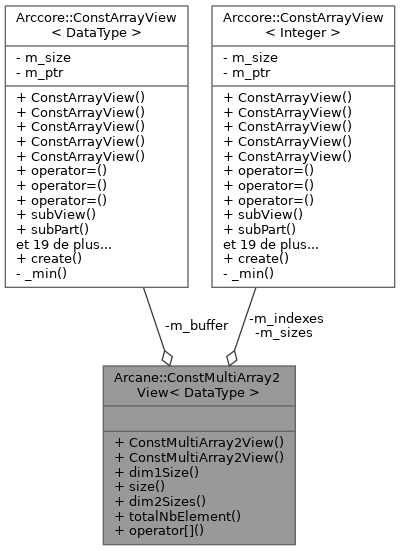 Arccore::ConstArrayView
< DataType >
- m_size
- m_ptr
+ ConstArrayView()
+ ConstArrayView()
+ ConstArrayView()
+ ConstArrayView()
+ ConstArrayView()
+ operator=()
+ operator=()
+ operator=()
+ subView()
+ subPart()
et 19 de plus...
+ create()
- _min()
Arccore::ConstArrayView
< Integer >
- m_size
- m_ptr
+ ConstArrayView()
+ ConstArrayView()
+ ConstArrayView()
+ ConstArrayView()
+ ConstArrayView()
+ operator=()
+ operator=()
+ operator=()
+ subView()
+ subPart()
et 19 de plus...
+ create()
- _min()
-m_buffer
-m_indexes
-m_sizes
Arcane::ConstMultiArray2
View< DataType >
+ ConstMultiArray2View()
+ ConstMultiArray2View()
+ dim1Size()
+ size()
+ dim2Sizes()
+ totalNbElement()
+ operator[]()